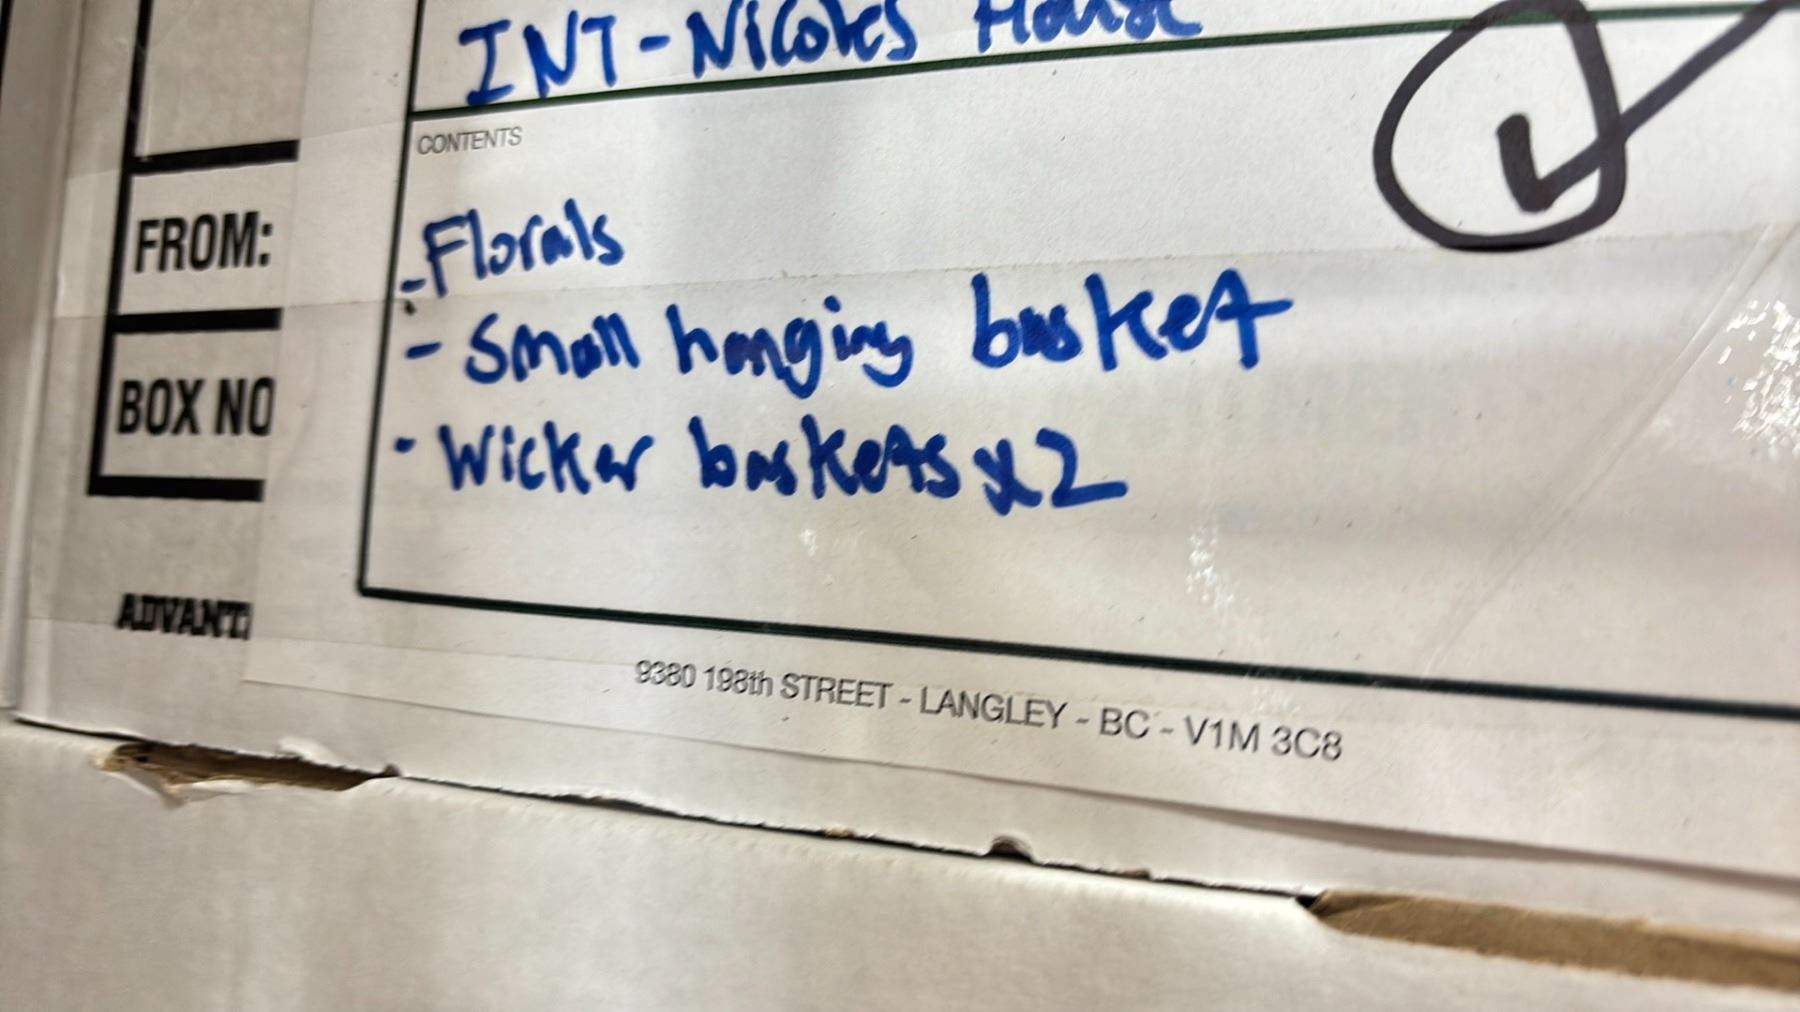 INT-Nicoles House
CONTENTS
FROM:
- Florals
- Small hanging basket
BOX NO
- Wicker baskets x2
ADVANT
9380 198th STREET - LANGLEY - BC - V1M 3C8